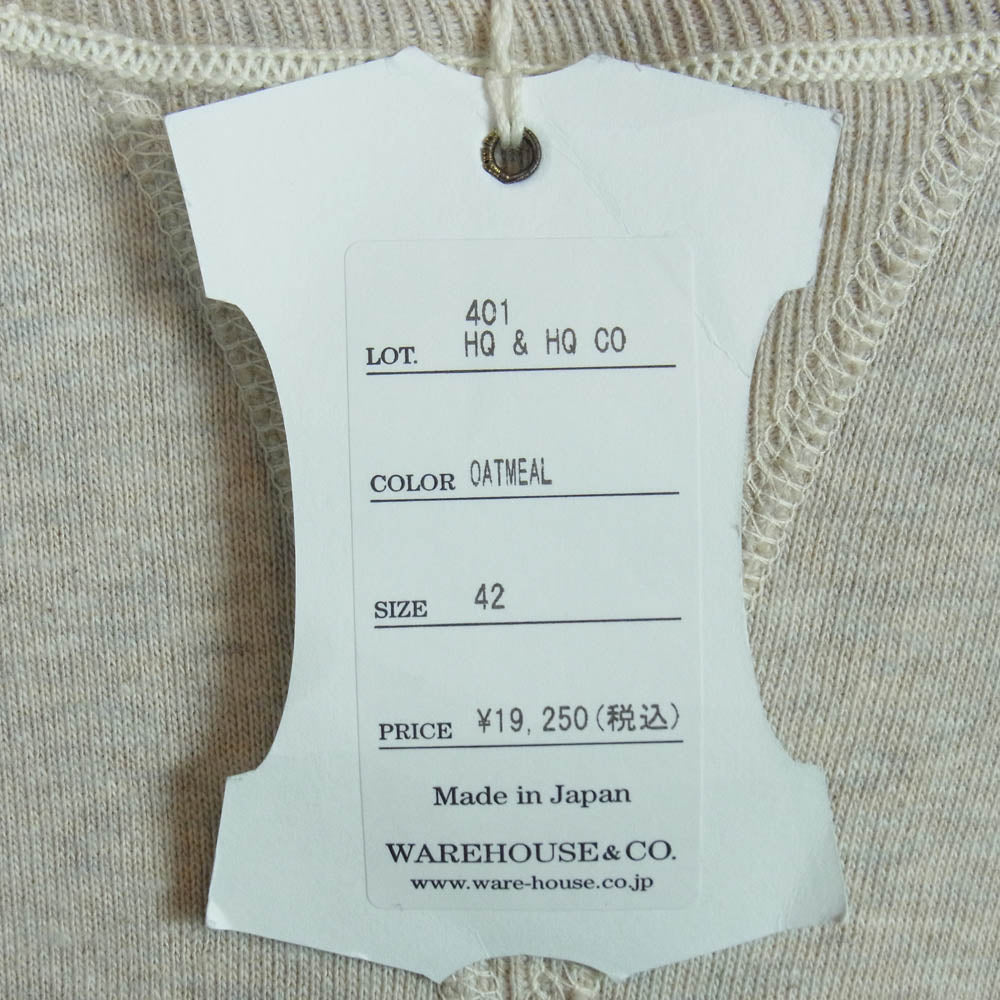 401
LOT. HQ & HQ CO
COLOR OATMEAL
SIZE 42
PRICE ¥19,250(税込)
Made in Japan
WAREHOUSE&CO.
www.ware-house.co.jp